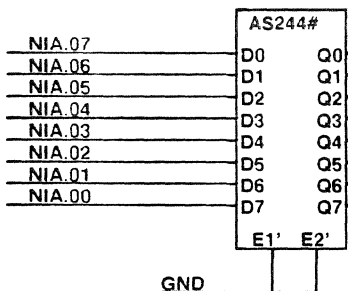 AS244#
NIA.07 D0 Q0
NIA.06 D1 Q1
NIA.05 D2 Q2
NIA.04 D3 Q3
NIA.03 D4 Q4
NIA.02 D5 Q5
NIA.01 D6 Q6
NIA.00 D7 Q7
E1' E2'
GND